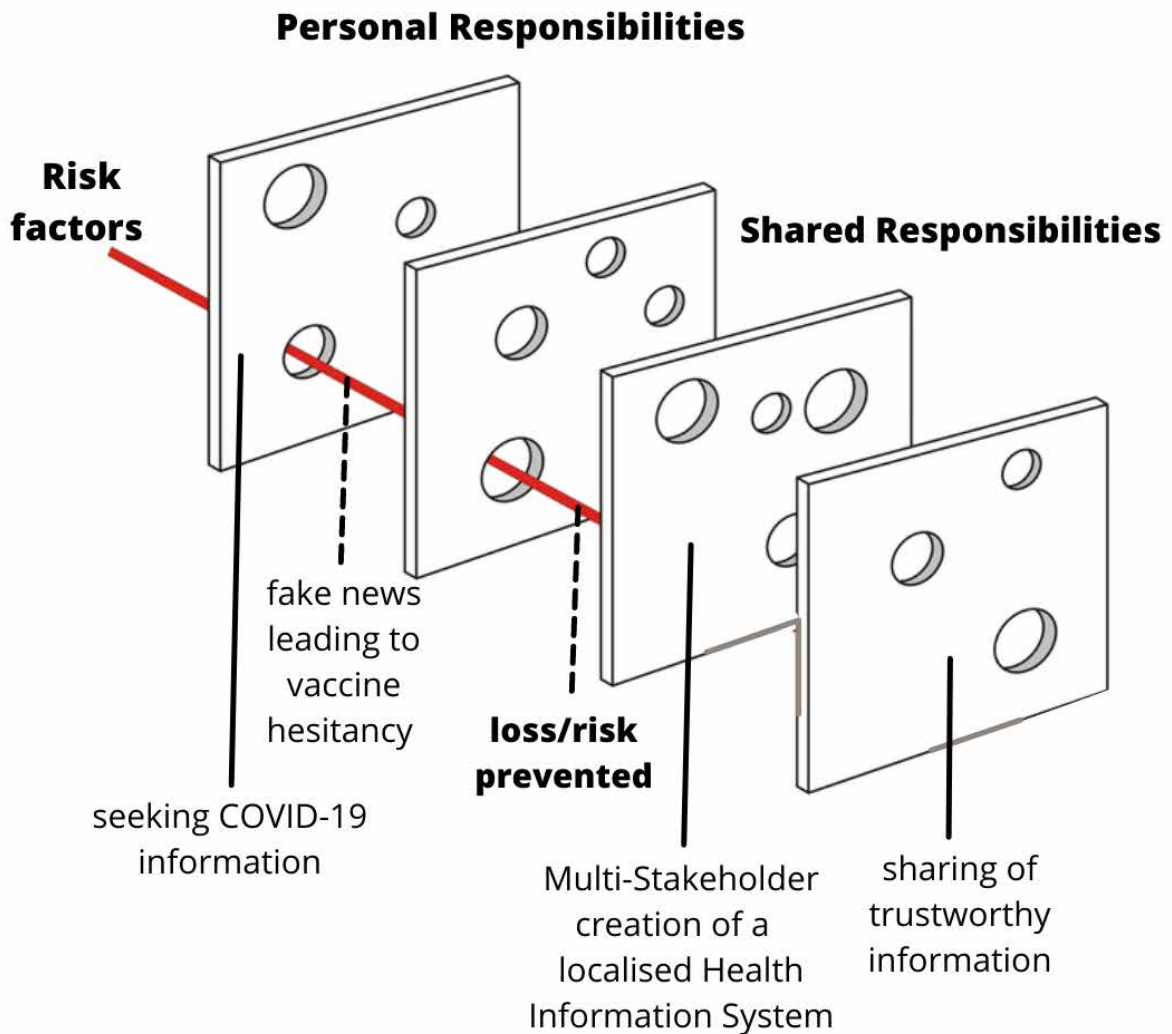 Personal Responsibilities
Risk
factors
Shared Responsibilities
fake news
leading to
vaccine
hesitancy
loss/risk
prevented
seeking COVID-19
information
Multi-Stakeholder
creation of a
localised Health
Information System
sharing of
trustworthy
information